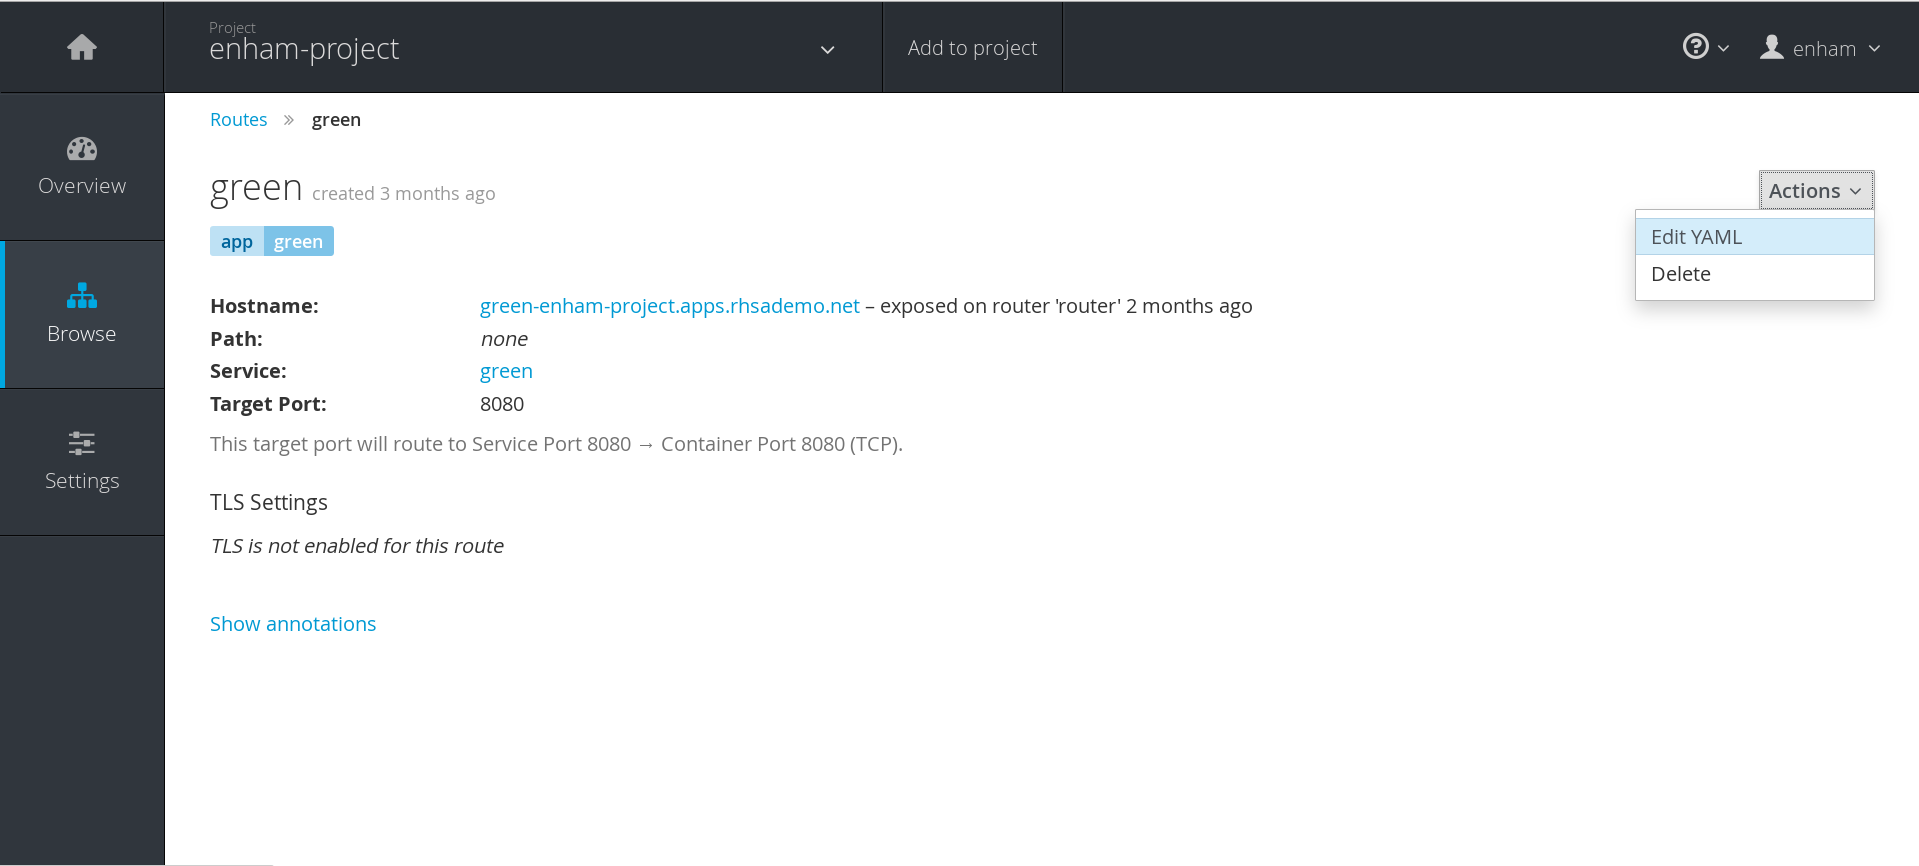 Project
enham-project
Add to project
enham
Overview
Browse
Settings
Routes » green
green created 3 months ago
app green
Actions
Edit YAML
Delete
Hostname: green-enham-project.apps.rhsademo.net – exposed on router 'router' 2 months ago
Path: none
Service: green
Target Port: 8080
This target port will route to Service Port 8080 → Container Port 8080 (TCP).
TLS Settings
TLS is not enabled for this route
Show annotations